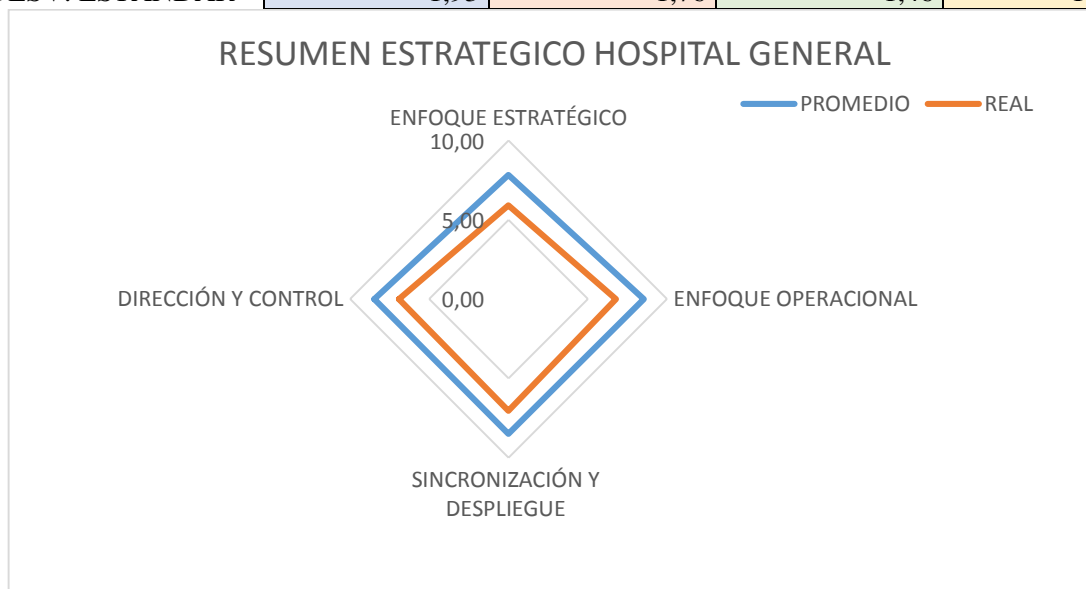 RESUMEN ESTRATEGICO HOSPITAL GENERAL
PROMEDIO REAL
ENFOQUE ESTRATÉGICO
10,00
5,00
DIRECCIÓN Y CONTROL 0,00 ENFOQUE OPERACIONAL
SINCRONIZACIÓN Y
DESPLIEGUE